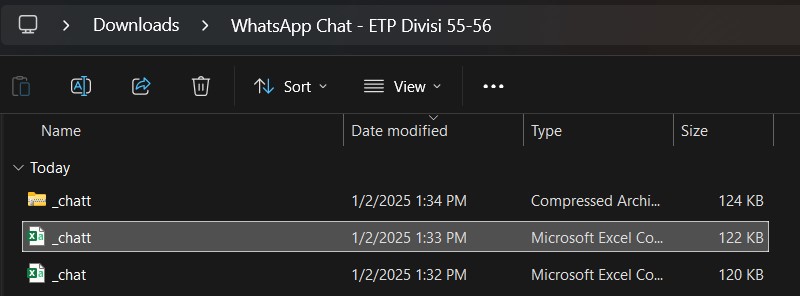 Downloads WhatsApp Chat - ETP Divisi 55-56
Sort View
Name Date modified Type Size
Today
_chatt 1/2/2025 1:34 PM Compressed Archi... 124 KB
_chatt 1/2/2025 1:33 PM Microsoft Excel Co... 122 KB
_chat 1/2/2025 1:32 PM Microsoft Excel Co... 120 KB